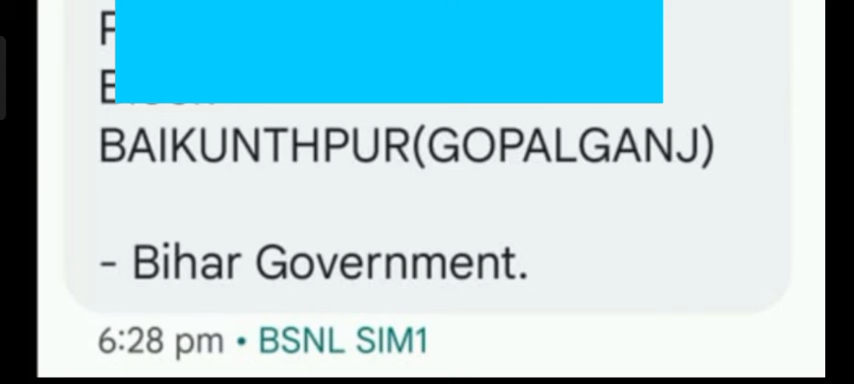 BAIKUNTHPUR(GOPALGANJ)
- Bihar Government.
6:28 pm • BSNL SIM1